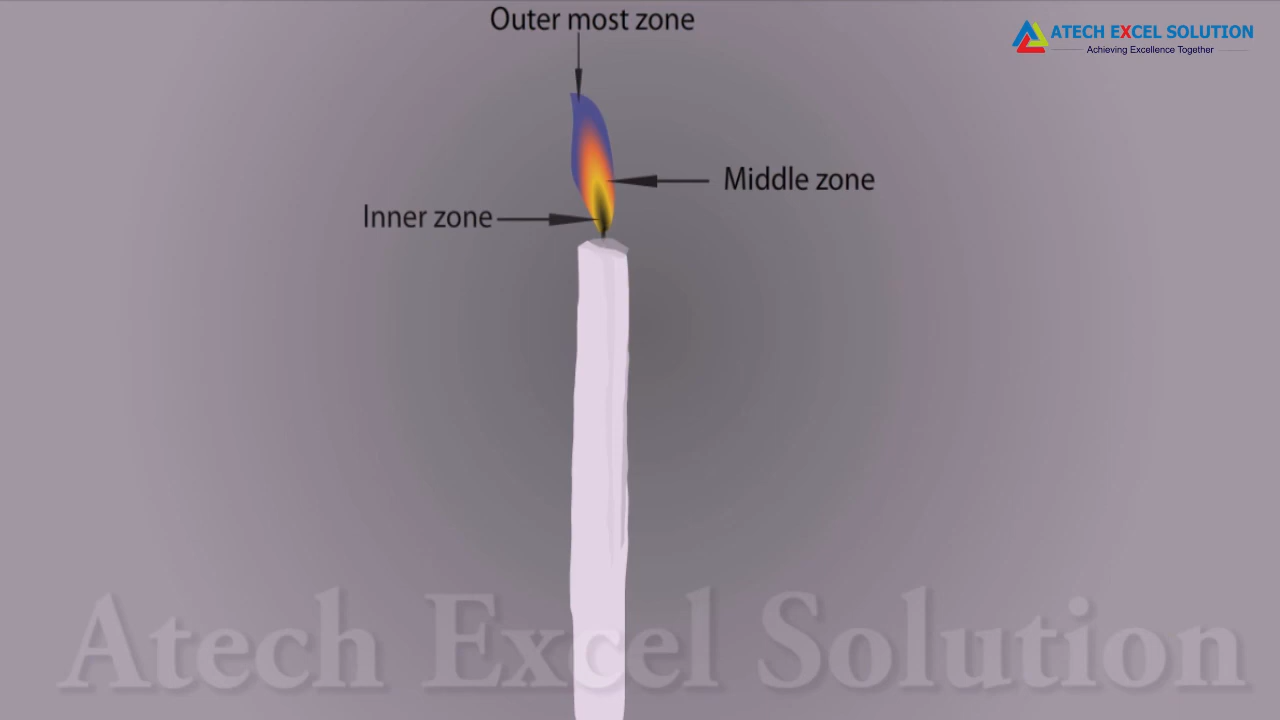 Outer most zone
ATECH EXCEL SOLUTION
Achieving Excellence Together
Middle zone
Inner zone
Atech Excel Solution